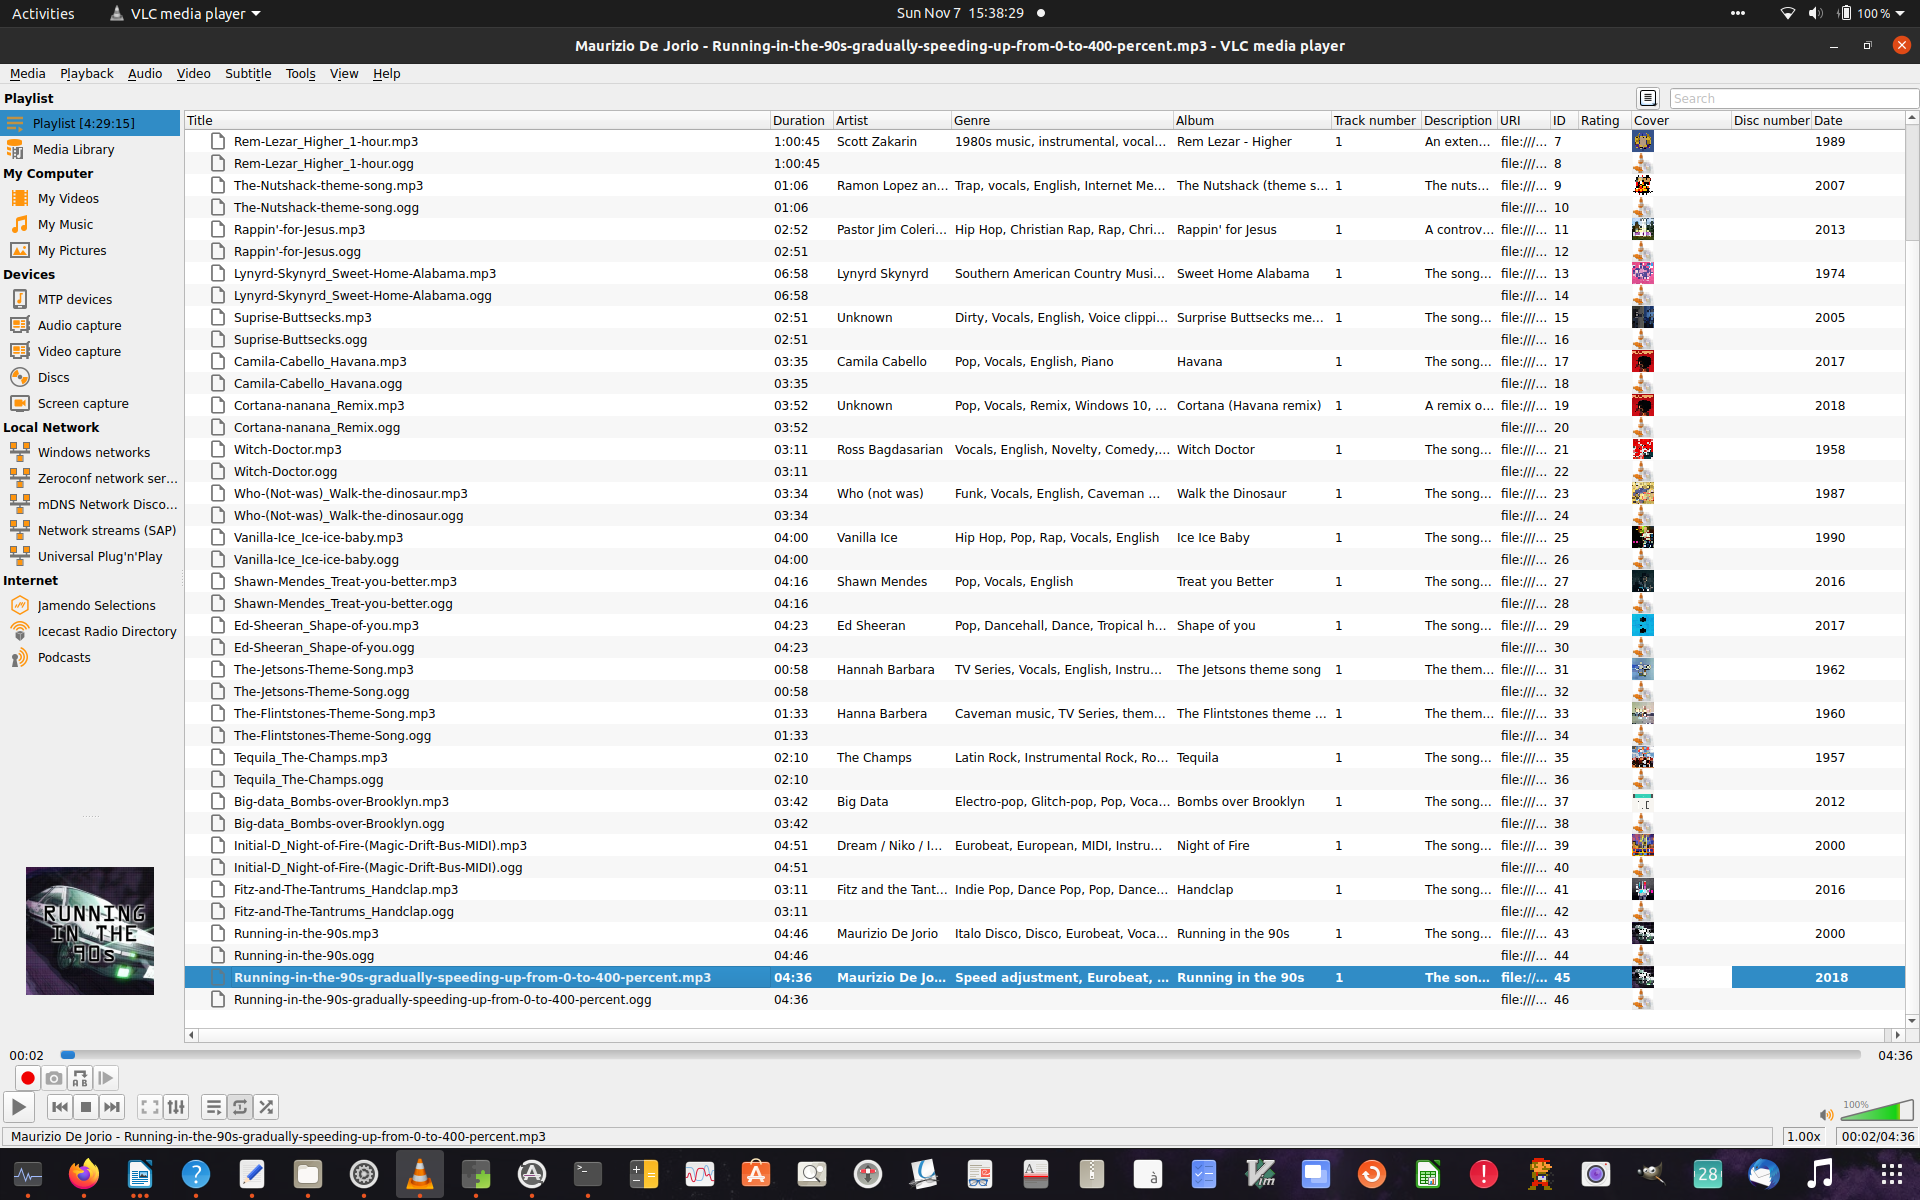 Activities VLC media player Sun Nov 7 15:38:29 100 %
Maurizio De Jorio - Running-in-the-90s-gradually-speeding-up-from-0-to-400-percent.mp3 - VLC media player
Media Playback Audio Video Subtitle Tools View Help
Playlist
Search
Playlist [4:29:15]
Media Library
My Computer
My Videos
My Music
My Pictures
Devices
MTP devices
Audio capture
Video capture
Discs
Screen capture
Local Network
Windows networks
Zeroconf network ser...
mDNS Network Disco...
Network streams (SAP)
Universal Plug'n'Play
Internet
Jamendo Selections
Icecast Radio Directory
Podcasts
RUNNING
IN THE
90s
Title Duration Artist Genre Album Track number Description URI ID Rating Cover Disc number Date
Rem-Lezar_Higher_1-hour.mp3 1:00:45 Scott Zakarin 1980s music, instrumental, vocal... Rem Lezar - Higher 1 An exten... file:///... 7 1989
Rem-Lezar_Higher_1-hour.ogg 1:00:45 file:///... 8
The-Nutshack-theme-song.mp3 01:06 Ramon Lopez an... Trap, vocals, English, Internet Me... The Nutshack (theme s... 1 The nuts... file:///... 9 2007
The-Nutshack-theme-song.ogg 01:06 file:///... 10
Rappin'-for-Jesus.mp3 02:52 Pastor Jim Coleri... Hip Hop, Christian Rap, Rap, Chri... Rappin' for Jesus 1 A controv... file:///... 11 2013
Rappin'-for-Jesus.ogg 02:51 file:///... 12
Lynyrd-Skynyrd_Sweet-Home-Alabama.mp3 06:58 Lynyrd Skynyrd Southern American Country Musi... Sweet Home Alabama 1 The song... file:///... 13 1974
Lynyrd-Skynyrd_Sweet-Home-Alabama.ogg 06:58 file:///... 14
Suprise-Buttsecks.mp3 02:51 Unknown Dirty, Vocals, English, Voice clippi... Surprise Buttsecks me... 1 The song... file:///... 15 2005
Suprise-Buttsecks.ogg 02:51 file:///... 16
Camila-Cabello_Havana.mp3 03:35 Camila Cabello Pop, Vocals, English, Piano Havana 1 The song... file:///... 17 2017
Camila-Cabello_Havana.ogg 03:35 file:///... 18
Cortana-nanana_Remix.mp3 03:52 Unknown Pop, Vocals, Remix, Windows 10, ... Cortana (Havana remix) 1 A remix o... file:///... 19 2018
Cortana-nanana_Remix.ogg 03:52 file:///... 20
Witch-Doctor.mp3 03:11 Ross Bagdasarian Vocals, English, Novelty, Comedy,... Witch Doctor 1 The song... file:///... 21 1958
Witch-Doctor.ogg 03:11 file:///... 22
Who-(Not-was)_Walk-the-dinosaur.mp3 03:34 Who (not was) Funk, Vocals, English, Caveman ... Walk the Dinosaur 1 The song... file:///... 23 1987
Who-(Not-was)_Walk-the-dinosaur.ogg 03:34 file:///... 24
Vanilla-Ice_Ice-ice-baby.mp3 04:00 Vanilla Ice Hip Hop, Pop, Rap, Vocals, English Ice Ice Baby 1 The song... file:///... 25 1990
Vanilla-Ice_Ice-ice-baby.ogg 04:00 file:///... 26
Shawn-Mendes_Treat-you-better.mp3 04:16 Shawn Mendes Pop, Vocals, English Treat you Better 1 The song... file:///... 27 2016
Shawn-Mendes_Treat-you-better.ogg 04:16 file:///... 28
Ed-Sheeran_Shape-of-you.mp3 04:23 Ed Sheeran Pop, Dancehall, Dance, Tropical h... Shape of you 1 The song... file:///... 29 2017
Ed-Sheeran_Shape-of-you.ogg 04:23 file:///... 30
The-Jetsons-Theme-Song.mp3 00:58 Hannah Barbara TV Series, Vocals, English, Instru... The Jetsons theme song 1 The them... file:///... 31 1962
The-Jetsons-Theme-Song.ogg 00:58 file:///... 32
The-Flintstones-Theme-Song.mp3 01:33 Hanna Barbera Caveman music, TV Series, them... The Flintstones theme ... 1 The them... file:///... 33 1960
The-Flintstones-Theme-Song.ogg 01:33 file:///... 34
Tequila_The-Champs.mp3 02:10 The Champs Latin Rock, Instrumental Rock, Ro... Tequila 1 The song... file:///... 35 1957
Tequila_The-Champs.ogg 02:10 file:///... 36
Big-data_Bombs-over-Brooklyn.mp3 03:42 Big Data Electro-pop, Glitch-pop, Pop, Voca... Bombs over Brooklyn 1 The song... file:///... 37 2012
Big-data_Bombs-over-Brooklyn.ogg 03:42 file:///... 38
Initial-D_Night-of-Fire-(Magic-Drift-Bus-MIDI).mp3 04:51 Dream / Niko / I... Eurobeat, European, MIDI, Instru... Night of Fire 1 The song... file:///... 39 2000
Initial-D_Night-of-Fire-(Magic-Drift-Bus-MIDI).ogg 04:51 file:///... 40
Fitz-and-The-Tantrums_Handclap.mp3 03:11 Fitz and the Tant... Indie Pop, Dance Pop, Pop, Dance... Handclap 1 The song... file:///... 41 2016
Fitz-and-The-Tantrums_Handclap.ogg 03:11 file:///... 42
Running-in-the-90s.mp3 04:46 Maurizio De Jorio Italo Disco, Disco, Eurobeat, Voca... Running in the 90s 1 The song... file:///... 43 2000
Running-in-the-90s.ogg 04:46 file:///... 44
Running-in-the-90s-gradually-speeding-up-from-0-to-400-percent.mp3 04:36 Maurizio De Jo... Speed adjustment, Eurobeat, ... Running in the 90s 1 The son... file://... 45 2018
Running-in-the-90s-gradually-speeding-up-from-0-to-400-percent.ogg 04:36 file:///... 46
00:02 04:36
A B
100%
Maurizio De Jorio - Running-in-the-90s-gradually-speeding-up-from-0-to-400-percent.mp3 1.00x 00:02/04:36
28